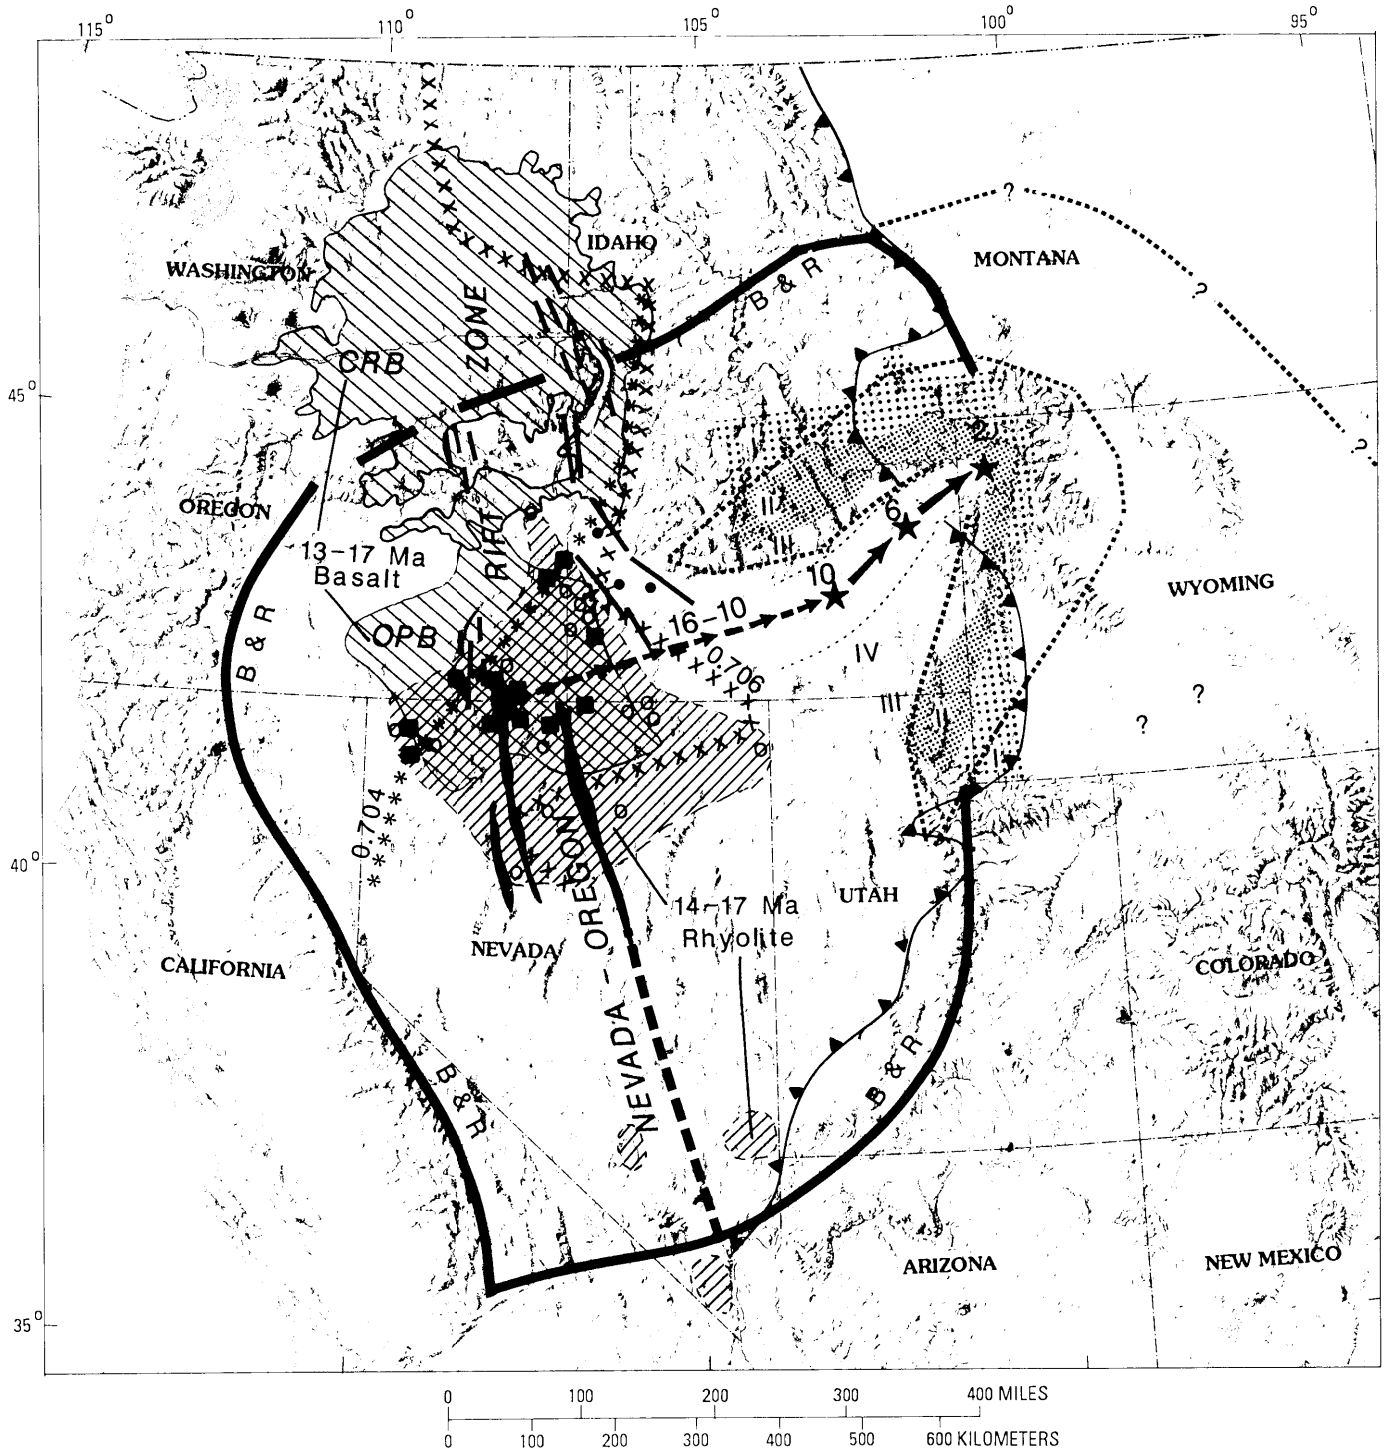 115° 110° 105° 100° 95°
?
IDAHO
MONTANA
WASHINGTON
B & R
?
ZONE
CRB
45°
2
?
II
6
OREGON
III
13-17 Ma
Basalt
RIFT
10
WYOMING
16-10
B & R
OPB
0.706
IV
III
II
?
?
I
0.704
OREGON
40°
14-17 Ma
Rhyolite
UTAH
NEVADA
CALIFORNIA
COLORADO
NEVADA -
B & R
B & R
ARIZONA
NEW MEXICO
35°
0 100 200 300 400 MILES
0 100 200 300 400 500 600 KILOMETERS